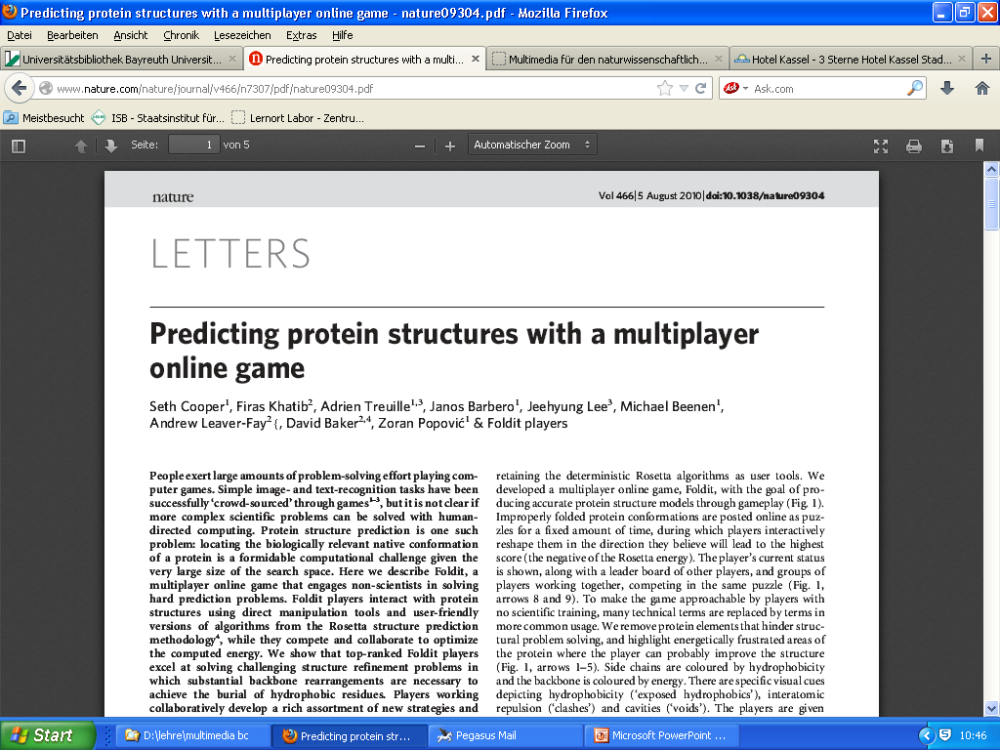 Predicting protein structures with a multiplayer online game - nature09304.pdf - Mozilla Firefox
Datei Bearbeiten Ansicht Chronik Lesezeichen Extras Hilfe
Universitätsbibliothek Bayreuth Universit... Predicting protein structures with a multi... Multimedia für den naturwissenschaftlich... Hotel Kassel - 3 Sterne Hotel Kassel Stad...
www.nature.com/nature/journal/v466/n7307/pdf/nature09304.pdf Ask Ask.com
Meistbesucht ISB - Staatsinstitut für... Lernort Labor - Zentru...
Seite: 1 von 5 Automatischer Zoom
nature Vol 466|5 August 2010|doi:10.1038/nature09304
LETTERS
Predicting protein structures with a multiplayer
online game
Seth Cooper1, Firas Khatib2, Adrien Treuille1,3, Janos Barbero1, Jeehyung Lee3, Michael Beenen1,
Andrew Leaver-Fay2{, David Baker2,4, Zoran Popović1 & Foldit players
People exert large amounts of problem-solving effort playing com-
puter games. Simple image- and text-recognition tasks have been
successfully ‘crowd-sourced’ through games1–3, but it is not clear if
more complex scientific problems can be solved with human-
directed computing. Protein structure prediction is one such
problem: locating the biologically relevant native conformation
of a protein is a formidable computational challenge given the
very large size of the search space. Here we describe Foldit, a
multiplayer online game that engages non-scientists in solving
hard prediction problems. Foldit players interact with protein
structures using direct manipulation tools and user-friendly
versions of algorithms from the Rosetta structure prediction
methodology4, while they compete and collaborate to optimize
the computed energy. We show that top-ranked Foldit players
excel at solving challenging structure refinement problems in
which substantial backbone rearrangements are necessary to
achieve the burial of hydrophobic residues. Players working
collaboratively develop a rich assortment of new strategies and
retaining the deterministic Rosetta algorithms as user tools. We
developed a multiplayer online game, Foldit, with the goal of pro-
ducing accurate protein structure models through gameplay (Fig. 1).
Improperly folded protein conformations are posted online as puz-
zles for a fixed amount of time, during which players interactively
reshape them in the direction they believe will lead to the highest
score (the negative of the Rosetta energy). The player’s current status
is shown, along with a leader board of other players, and groups of
players working together, competing in the same puzzle (Fig. 1,
arrows 8 and 9). To make the game approachable by players with
no scientific training, many technical terms are replaced by terms in
more common usage. We remove protein elements that hinder struc-
tural problem solving, and highlight energetically frustrated areas of
the protein where the player can probably improve the structure
(Fig. 1, arrows 1–5). Side chains are coloured by hydrophobicity
and the backbone is coloured by energy. There are specific visual cues
depicting hydrophobicity (‘exposed hydrophobics’), interatomic
repulsion (‘clashes’) and cavities (‘voids’). The players are given
Start D:\lehre\multimedia bc Predicting protein str... Pegasus Mail Microsoft PowerPoint ... 10:46